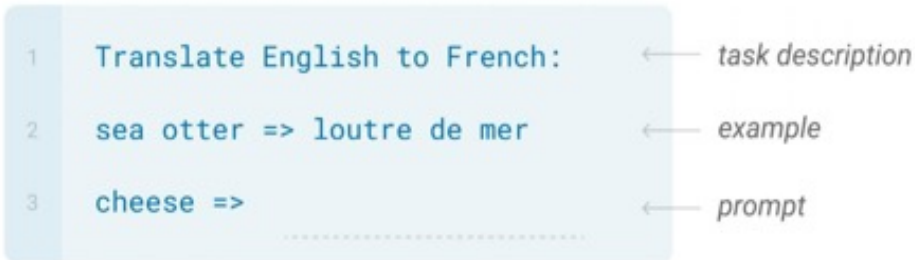 1 Translate English to French: ← task description
2 sea otter => loutre de mer ← example
3 cheese => ← prompt